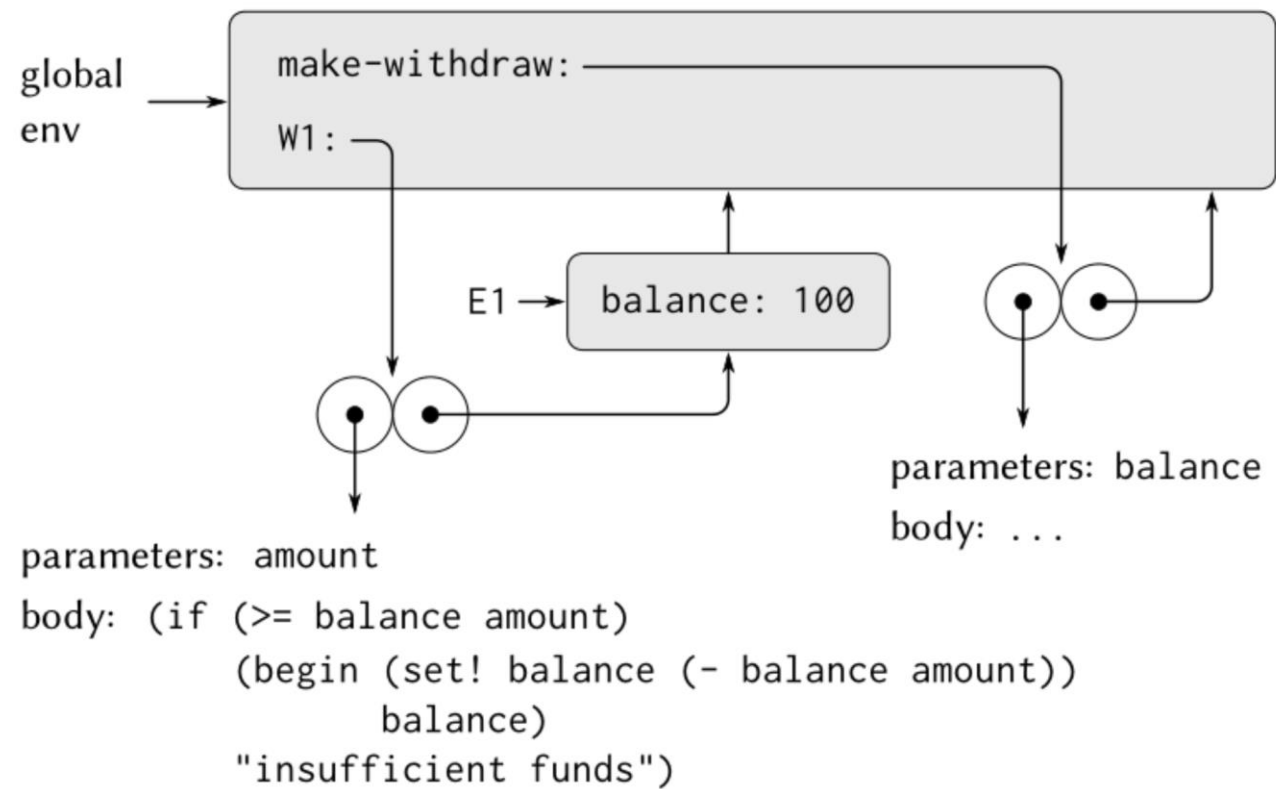 global
env
make-withdraw:
W1:
E1
balance: 100
parameters: balance
body: ...
parameters: amount
body: (if (>= balance amount)
(begin (set! balance (- balance amount))
balance)
"insufficient funds")